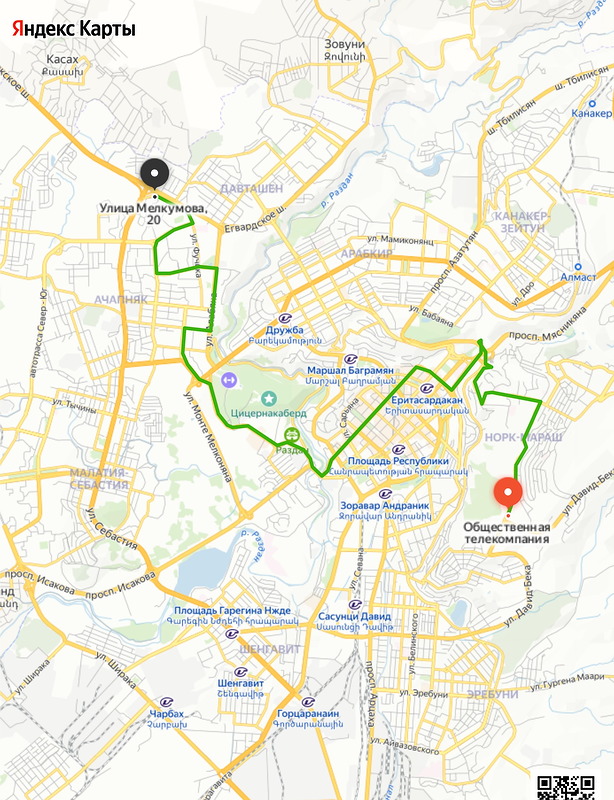 Яндекс Карты
Зовуни
Զովունի
Касах
Քասախ
ш. Тбилисян
Канакер
ш. Тбилисян
р. Раздан
ДАВТАШЕН
Улица Мелкумова,
20
Егвардское ш.
КАНАКЕР-
ЗЕЙТУН
ул. Фучика
ул. Мамиконянц
АРАБКИР
просп. Азатутян
Алмаст
ул. Дро
АЧАПНЯК
автотрасса Север - Юг
Дружба
Բարեկամություն
ул. Бабаяна
просп. Мясникяна
Маршал Баграмян
Մարշալ Բաղրամյան
Еритасардакан
Երիտասարդական
Цицернакаберд
ул. Сарьяна
ул. Тычины
ул. Монте Мелконяна
Раздан
НОРК-МАРАШ
Площадь Республики
Հանրապետության հրապարակ
МАЛАТИЯ-
СЕБАСТИЯ
Зоравар Андраник
Զորավար Անդրանիկ
ул. Давид-Бека
Общественная
телекомпания
ул. Себастия
р. Раздан
просп. Исакова
просп. Исакова
ул. Севана
ул. Давид-Бека
Площадь Гарегина Нжде
Գարեգին Նժդեհի հրապարակ
Сасунци Давид
Սասունցի Դավիթ
ШЕНГАВИТ
ул. Белинского
ул. Ширака
ул. Ширака
Шенгавит
Շենգավիթ
просп. Аршаха
ул. Эребуни
ЭРЕБУНИ
ул. Гургена Маари
Чарбах
Չարբախ
Горцаранаин
Գործարանային
ул. Айвазовского